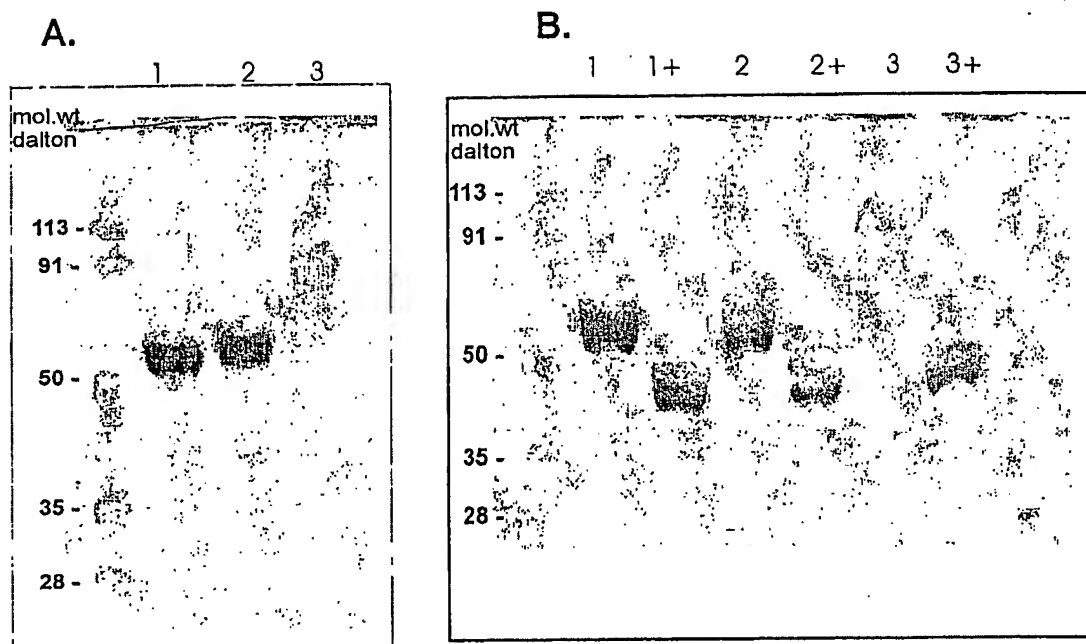 A.
1 2 3
mol.wt
dalton
113 -
91 -
50 -
35 -
28 -
B.
1 1+ 2 2+ 3 3+
mol.wt
dalton
113 -
91 -
50 -
35 -
28 -